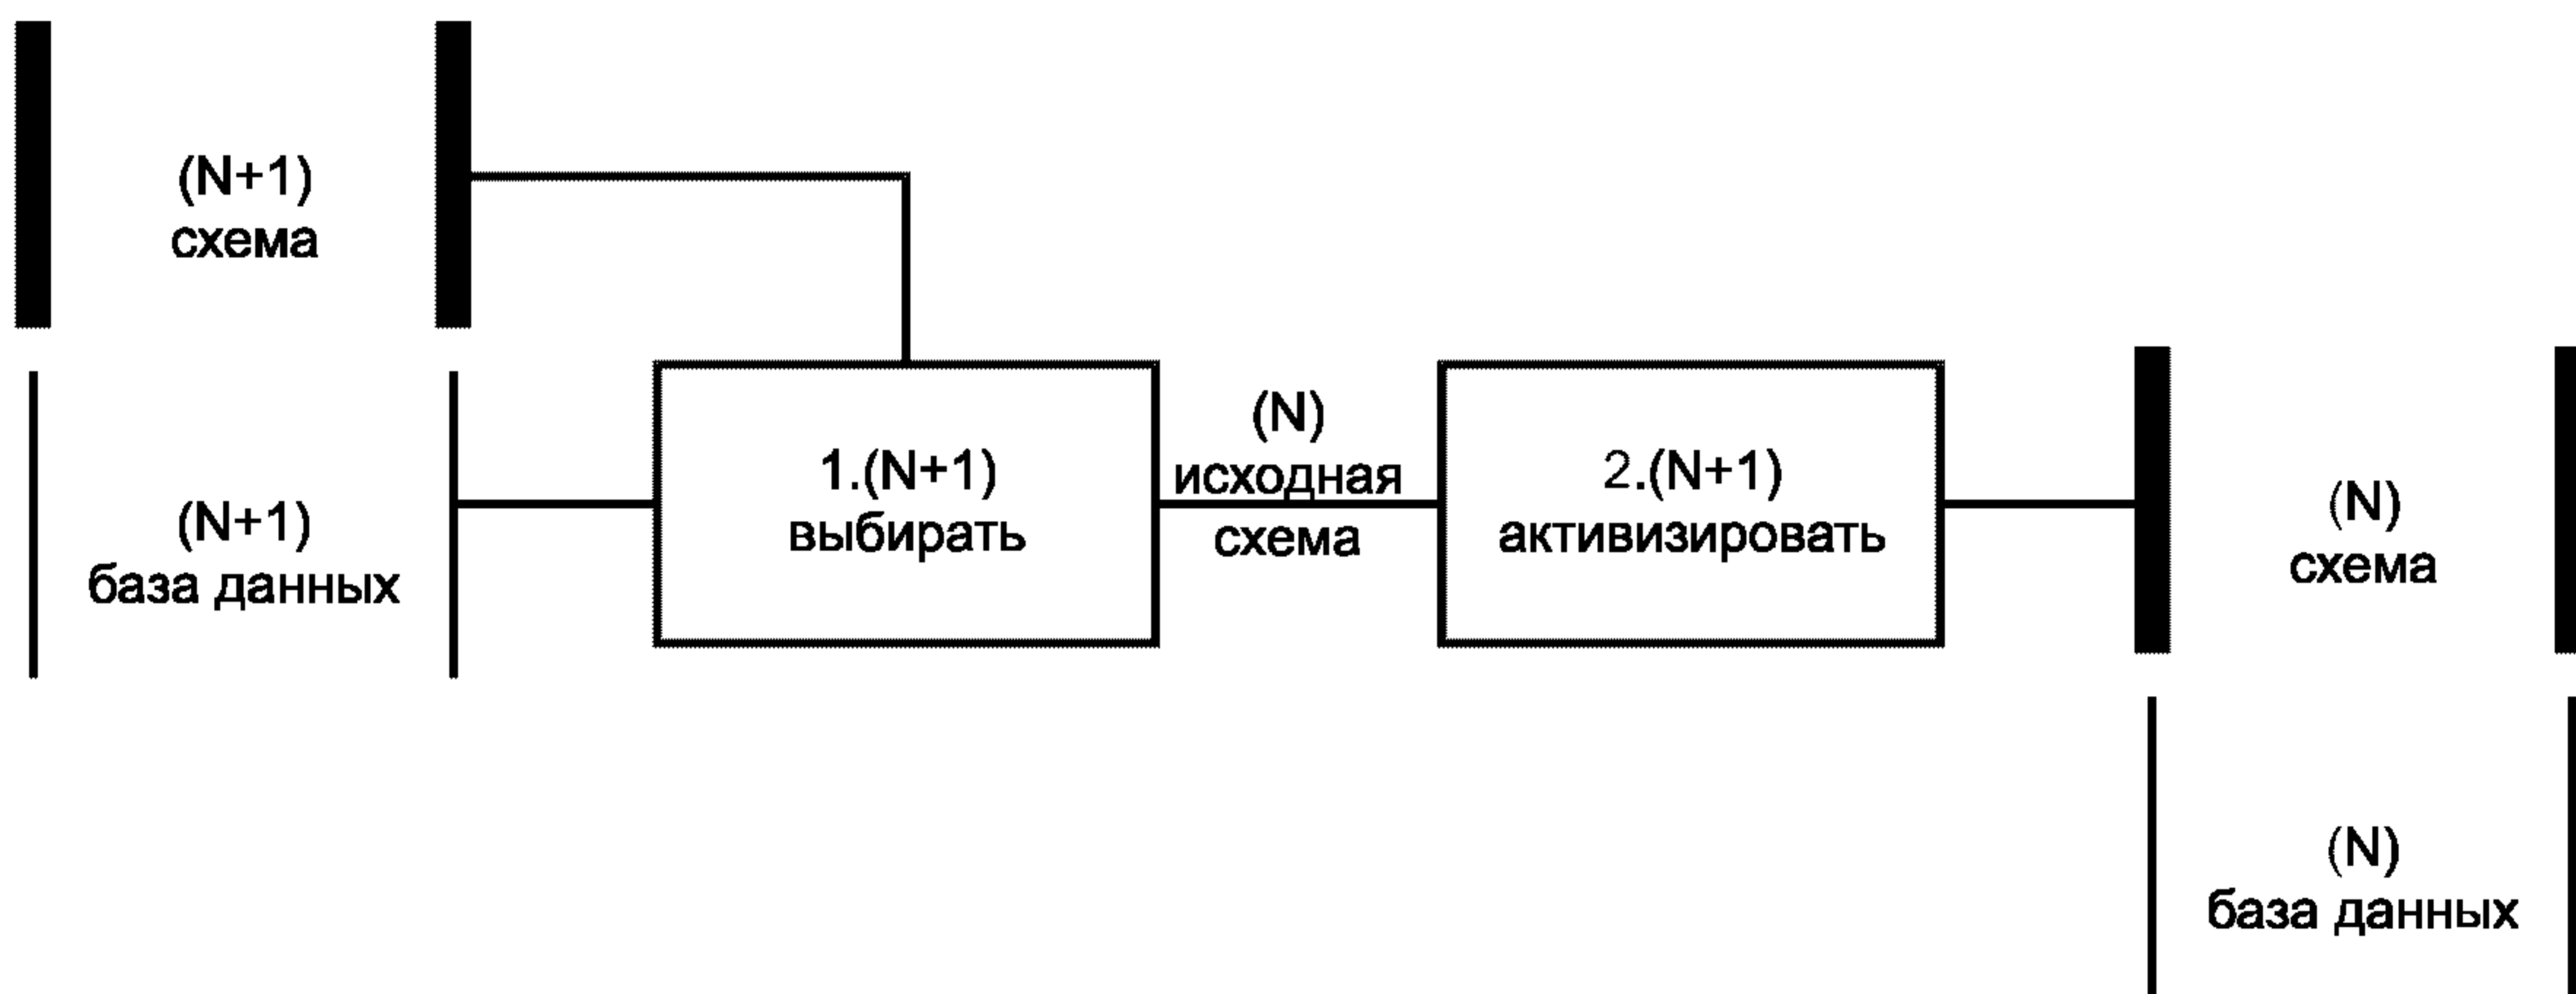 (N+1)
схема
(N+1)
база данных
1.(N+1)
выбирать
(N)
исходная
схема
2.(N+1)
активизировать
(N)
схема
(N)
база данных